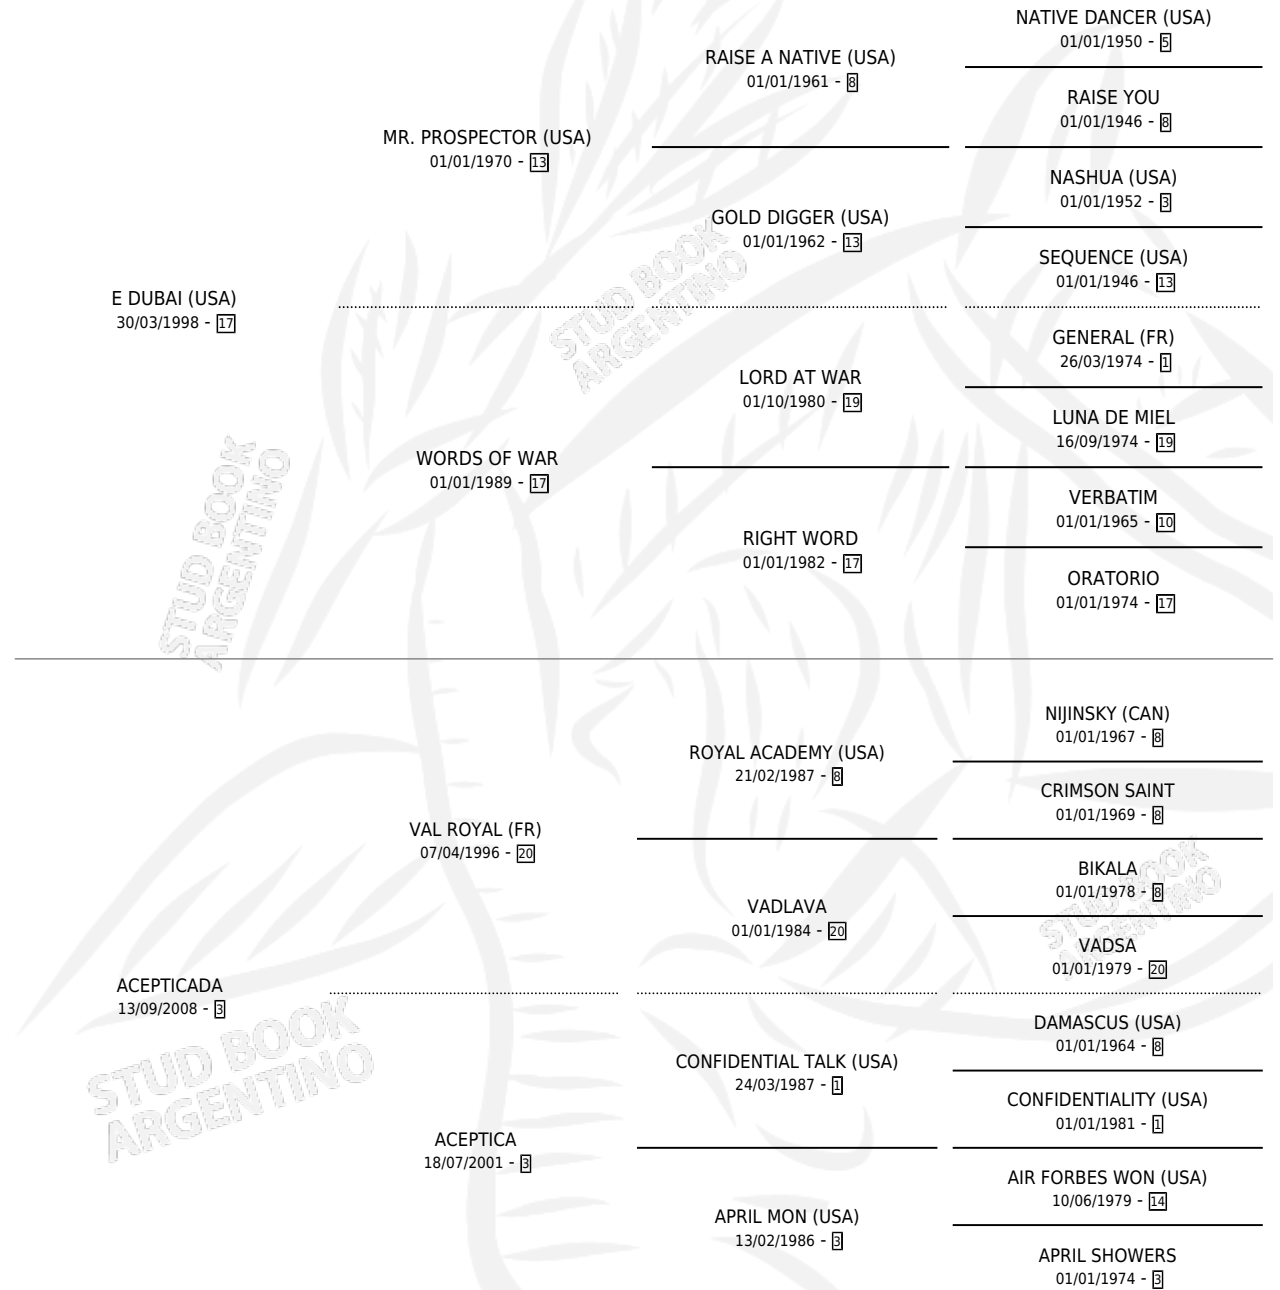 NATIVE DANCER (USA)
01/01/1950 - 5
RAISE A NATIVE (USA)
01/01/1961 - 8
RAISE YOU
01/01/1946 - 8
MR. PROSPECTOR (USA)
01/01/1970 - 13
NASHUA (USA)
01/01/1952 - 3
GOLD DIGGER (USA)
01/01/1962 - 13
SEQUENCE (USA)
01/01/1946 - 13
E DUBAI (USA)
30/03/1998 - 17
GENERAL (FR)
26/03/1974 - 1
LORD AT WAR
01/10/1980 - 19
LUNA DE MIEL
16/09/1974 - 19
WORDS OF WAR
01/01/1989 - 17
VERBATIM
01/01/1965 - 10
RIGHT WORD
01/01/1982 - 17
ORATORIO
01/01/1974 - 17
NIJINSKY (CAN)
01/01/1967 - 8
ROYAL ACADEMY (USA)
21/02/1987 - 8
CRIMSON SAINT
01/01/1969 - 8
VAL ROYAL (FR)
07/04/1996 - 20
BIKALA
01/01/1978 - 8
VADLAVA
01/01/1984 - 20
VADSA
01/01/1979 - 20
ACEPTICADA
13/09/2008 - 3
DAMASCUS (USA)
01/01/1964 - 8
CONFIDENTIAL TALK (USA)
24/03/1987 - 1
CONFIDENTIALITY (USA)
01/01/1981 - 1
ACEPTICA
18/07/2001 - 3
AIR FORBES WON (USA)
10/06/1979 - 14
APRIL MON (USA)
13/02/1986 - 3
APRIL SHOWERS
01/01/1974 - 3
STUD BOOK
ARGENTINO
STUD BOOK
ARGENTINO
STUD BOOK
ARGENTINO
STUD BOOK
ARGENTINO